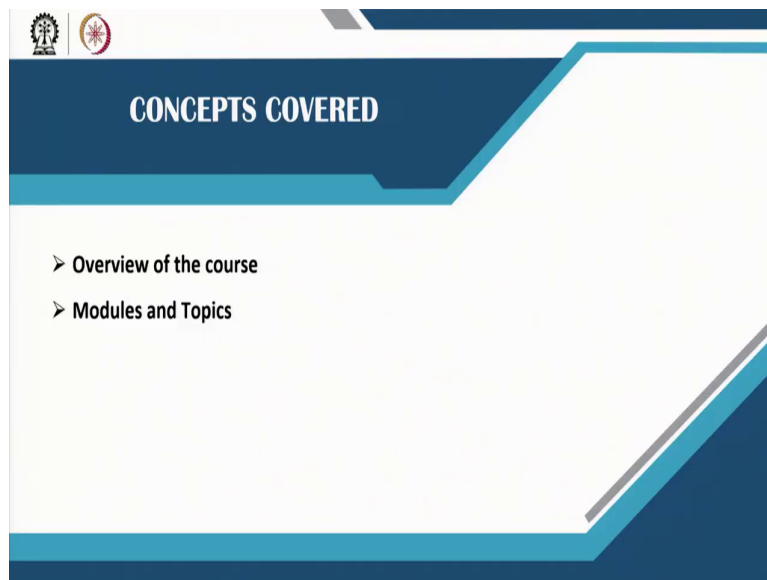 CONCEPTS COVERED
➢ Overview of the course
➢ Modules and Topics